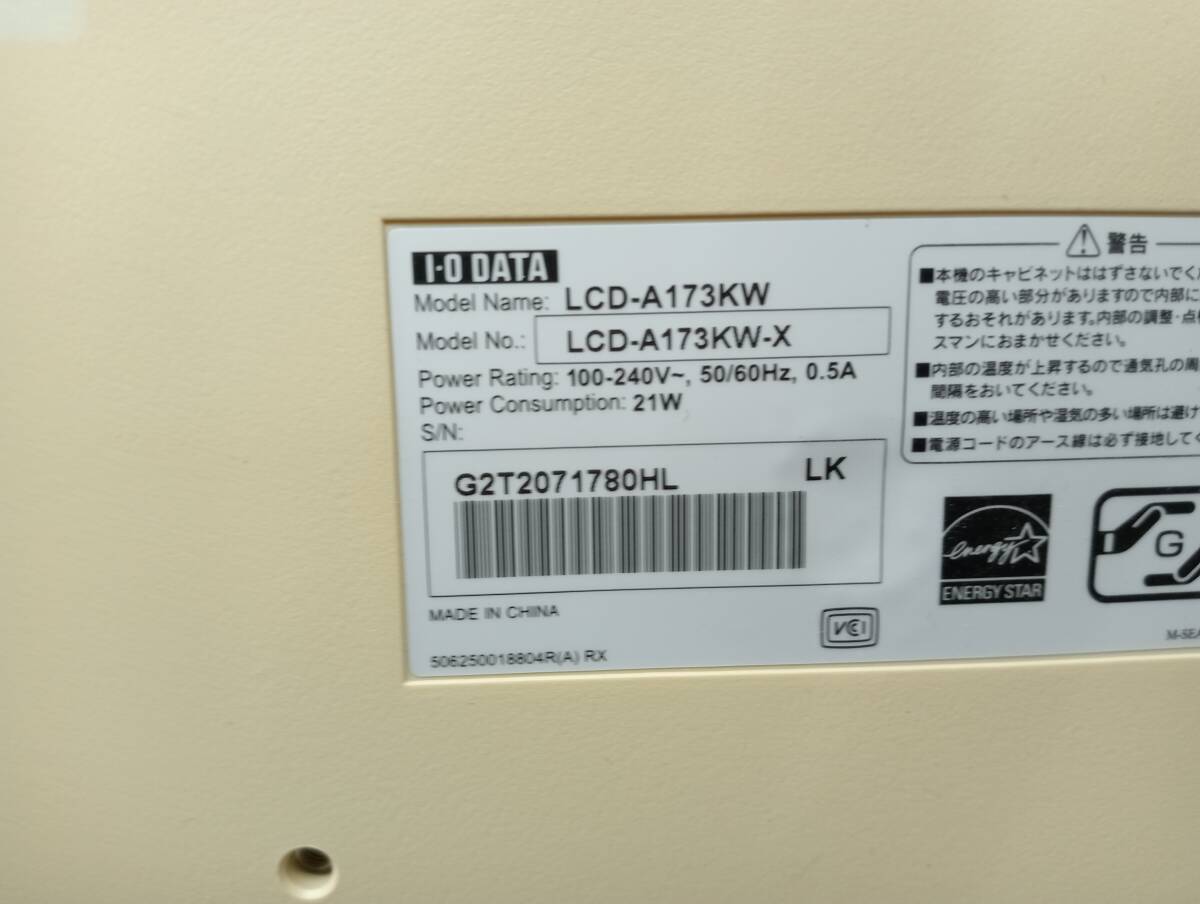 I-O DATA
Model Name: LCD-A173KW
Model No.: LCD-A173KW-X
Power Rating: 100-240V~, 50/60Hz, 0.5A
Power Consumption: 21W
S/N:
G2T2071780HL LK
MADE IN CHINA
VCCI
506250018804R(A) RX
警告
■本機のキャビネットははずさないでく
電圧の高い部分がありますので内部に
するおそれがあります。内部の調整・点
スマンにおまかせください。
■内部の温度が上昇するので通気孔の周
間隔をおいてください。
■温度の高い場所や湿気の多い場所は避け
■電源コードのアース線は必ず接地して
energy
ENERGY STAR
G
M-SEA